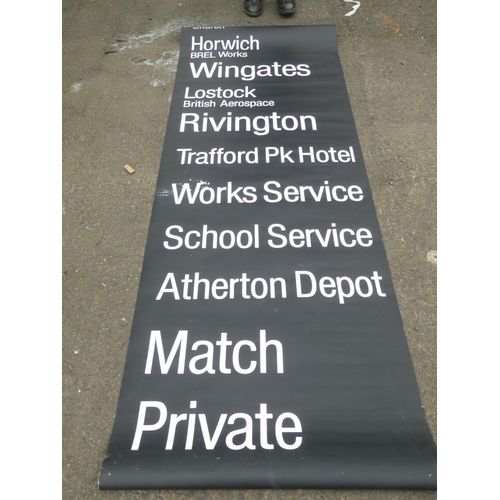 Church
Horwich
BREL Works
Wingates
Lostock
British Aerospace
Rivington
Trafford Pk Hotel
Works Service
School Service
Atherton Depot
Match
Private